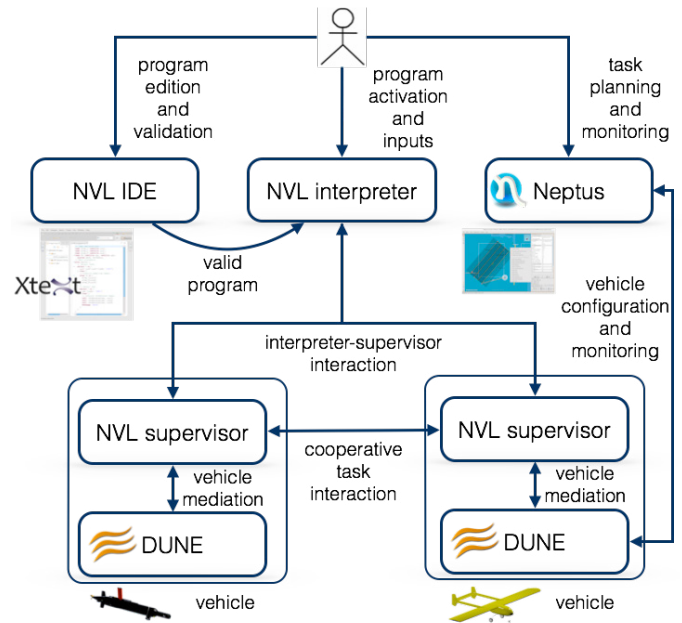 program
edition
and
validation
program
activation
and
inputs
task
planning
and
monitoring
NVL IDE
NVL interpreter
Neptus
Xtext
valid
program
vehicle
configuration
and
monitoring
interpreter-supervisor
interaction
NVL supervisor
NVL supervisor
cooperative
task
interaction
vehicle
mediation
vehicle
mediation
DUNE
DUNE
vehicle
vehicle